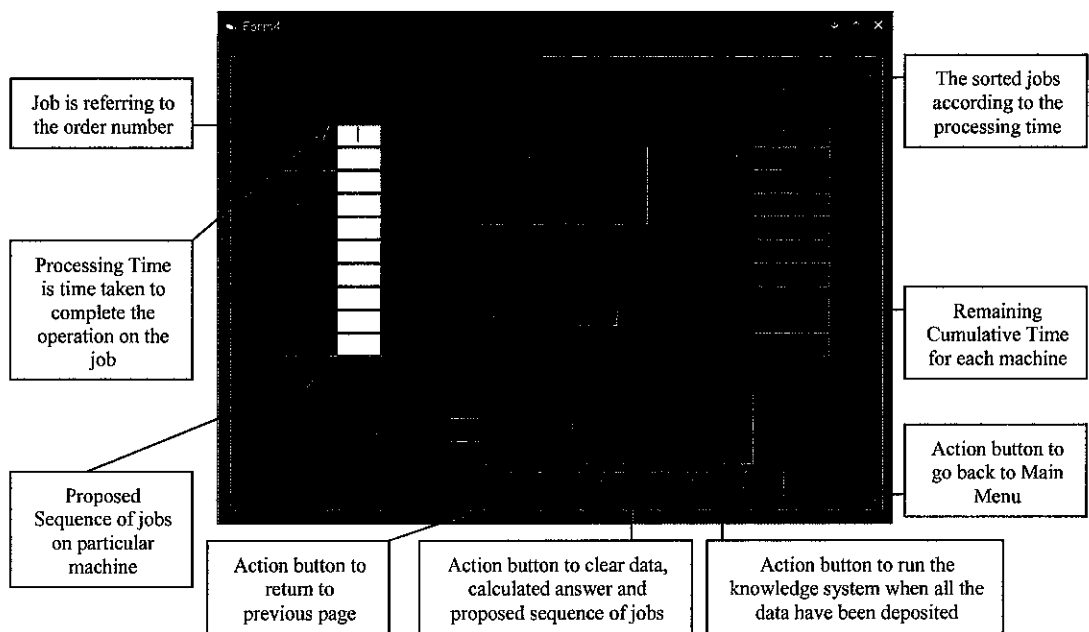 Form4
Job is referring to
the order number
The sorted jobs
according to the
processing time
Processing Time
is time taken to
complete the
operation on the
job
Remaining
Cumulative Time
for each machine
Proposed
Sequence of jobs
on particular
machine
Action button to
go back to Main
Menu
Action button to
return to
previous page
Action button to clear data,
calculated answer and
proposed sequence of jobs
Action button to run the
knowledge system when all the
data have been deposited